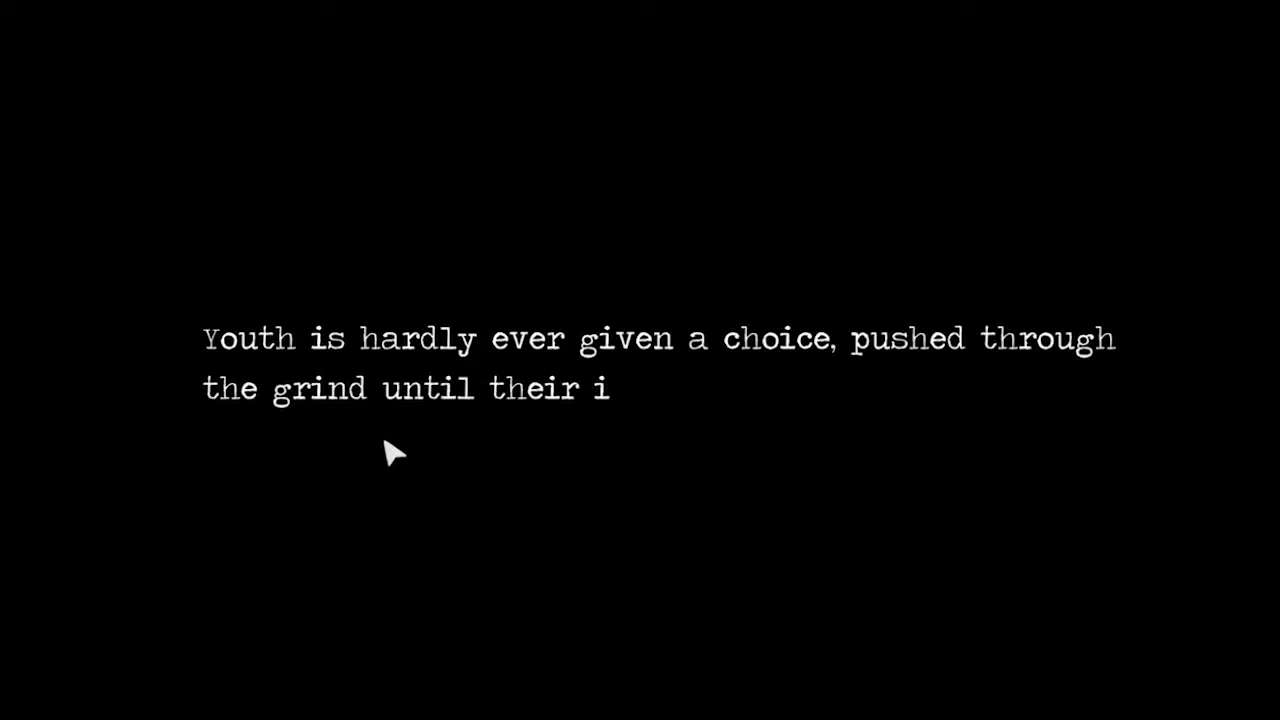 Youth is hardly ever given a choice, pushed through
the grind until their i